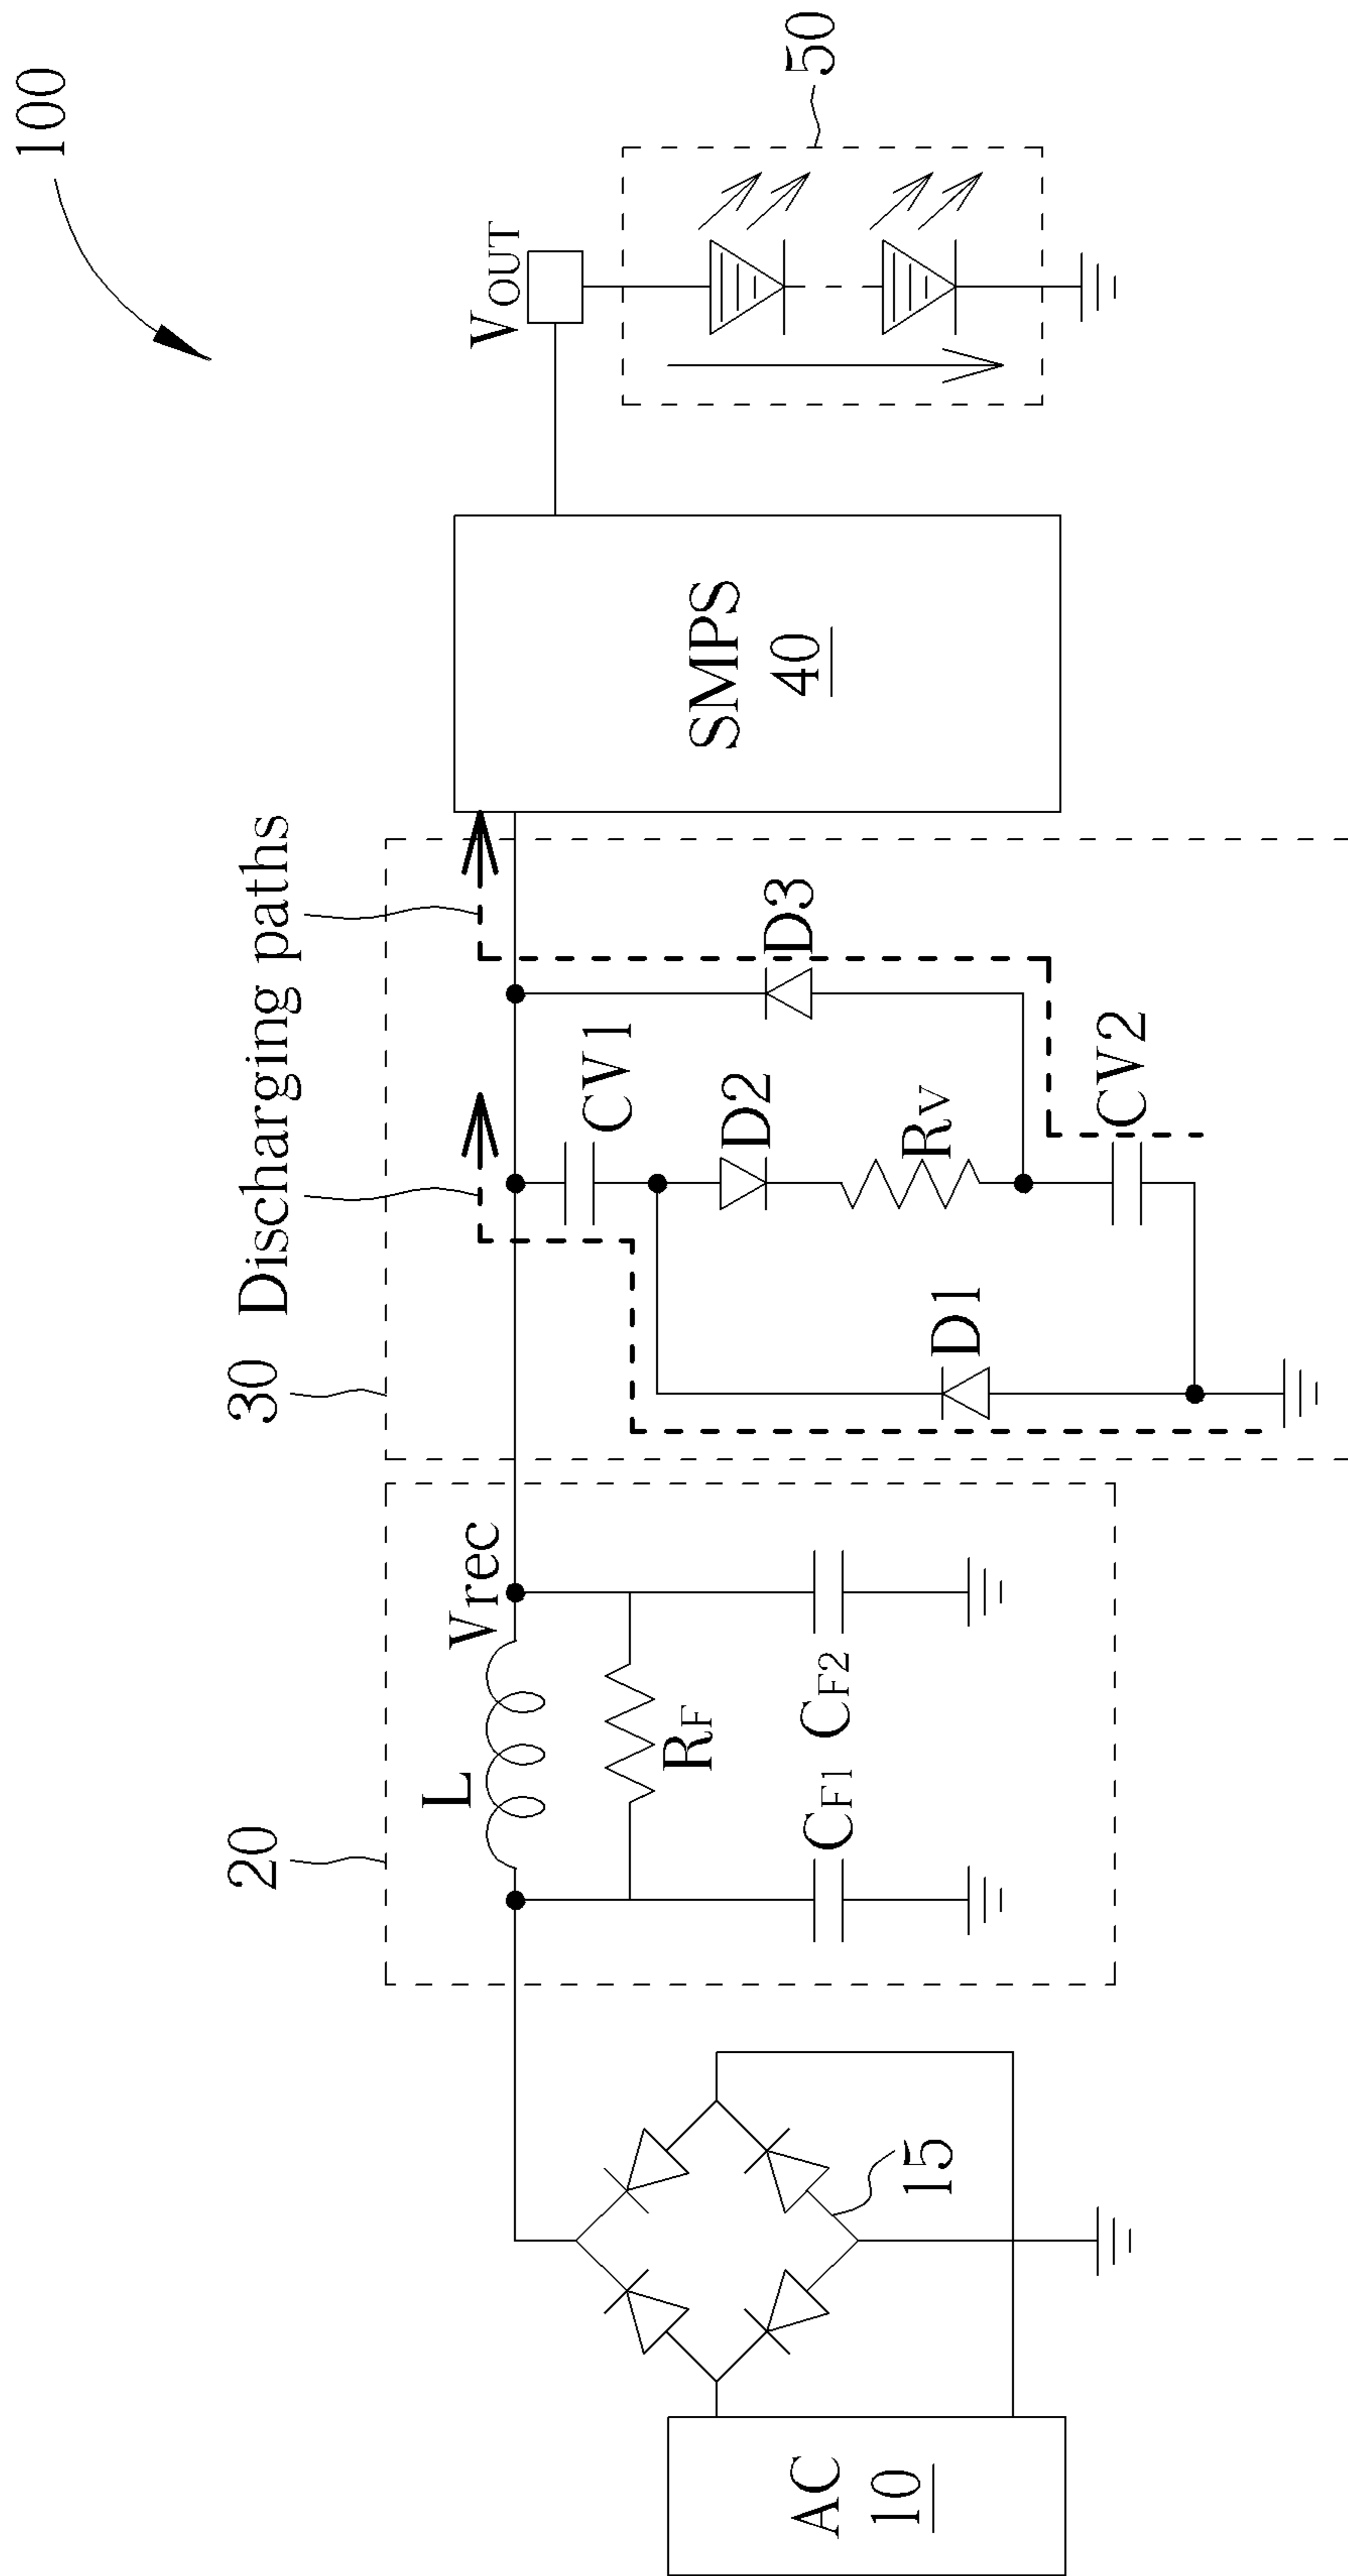 100
20
30
Discharging paths
50
L
Vrec
VOUT
RF
CF1
CF2
CV1
D1
D2
D3
RV
CV2
SMPS
40
AC
10
15